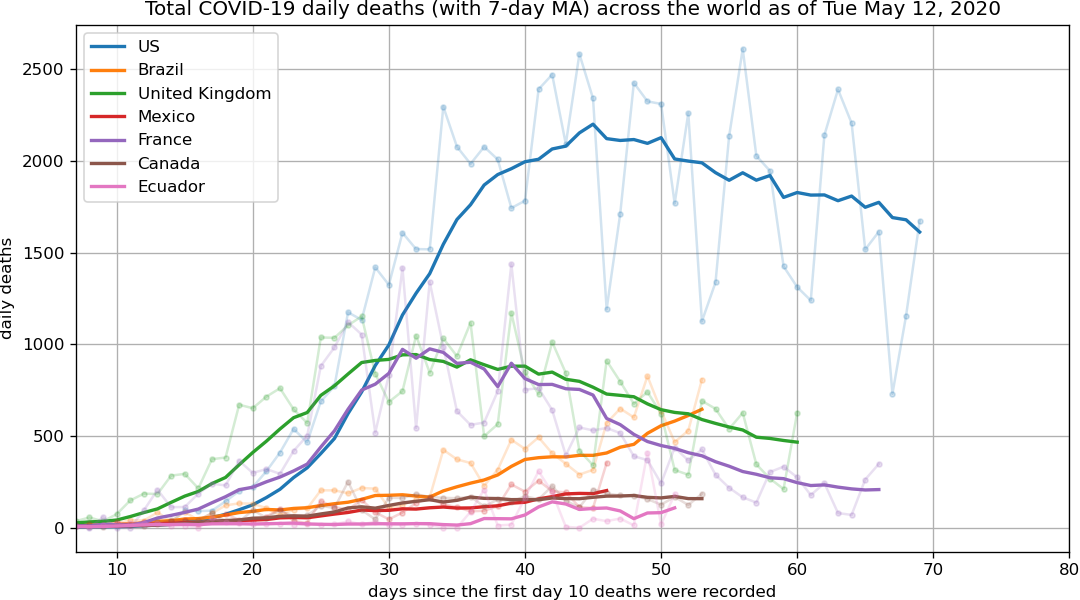 Total COVID-19 daily deaths (with 7-day MA) across the world as of Tue May 12, 2020
US
Brazil
United Kingdom
Mexico
France
Canada
Ecuador
2500
2000
1500
1000
500
0
daily deaths
10 20 30 40 50 60 70 80
days since the first day 10 deaths were recorded